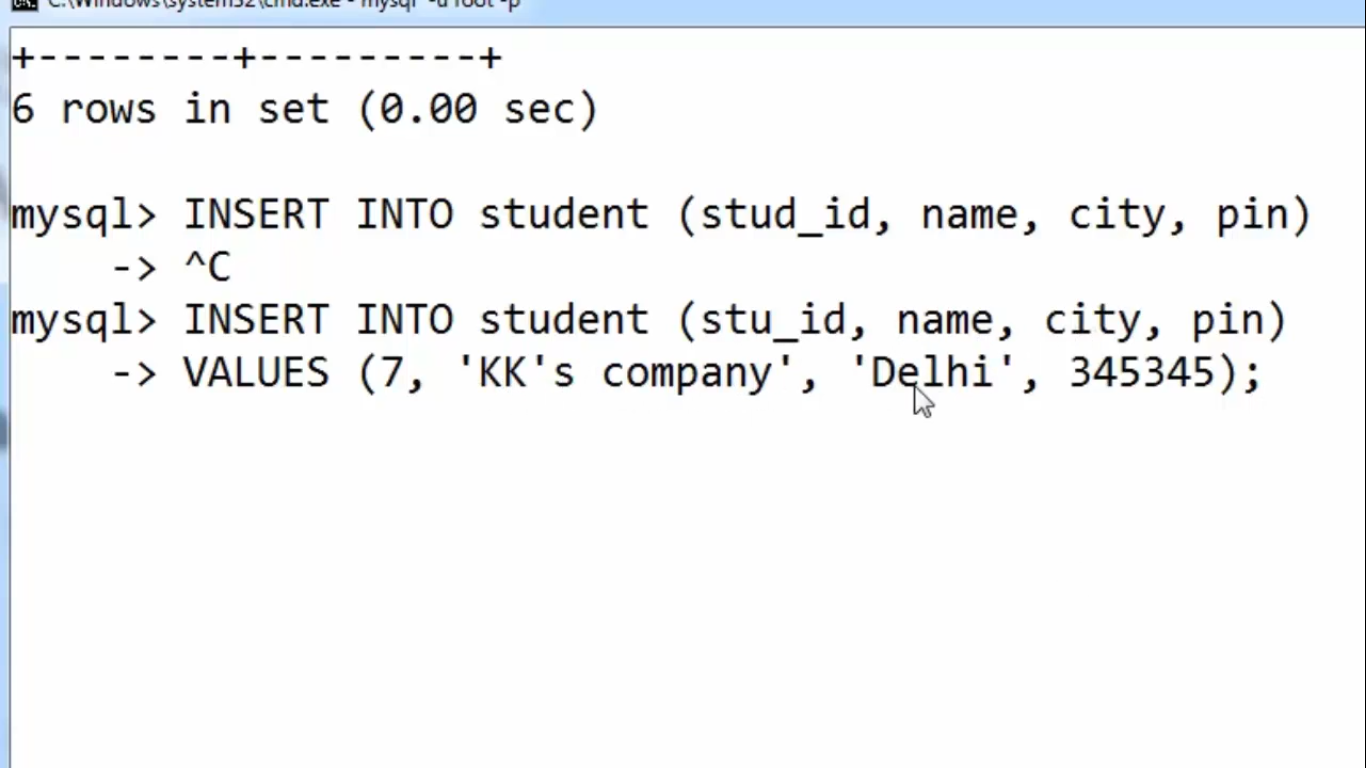 C:\Windows\system32\cmd.exe - mysql -u root -p
+--------+---------+
6 rows in set (0.00 sec)
mysql> INSERT INTO student (stud_id, name, city, pin)
    -> ^C
mysql> INSERT INTO student (stu_id, name, city, pin)
    -> VALUES (7, 'KK's company', 'Delhi', 345345);